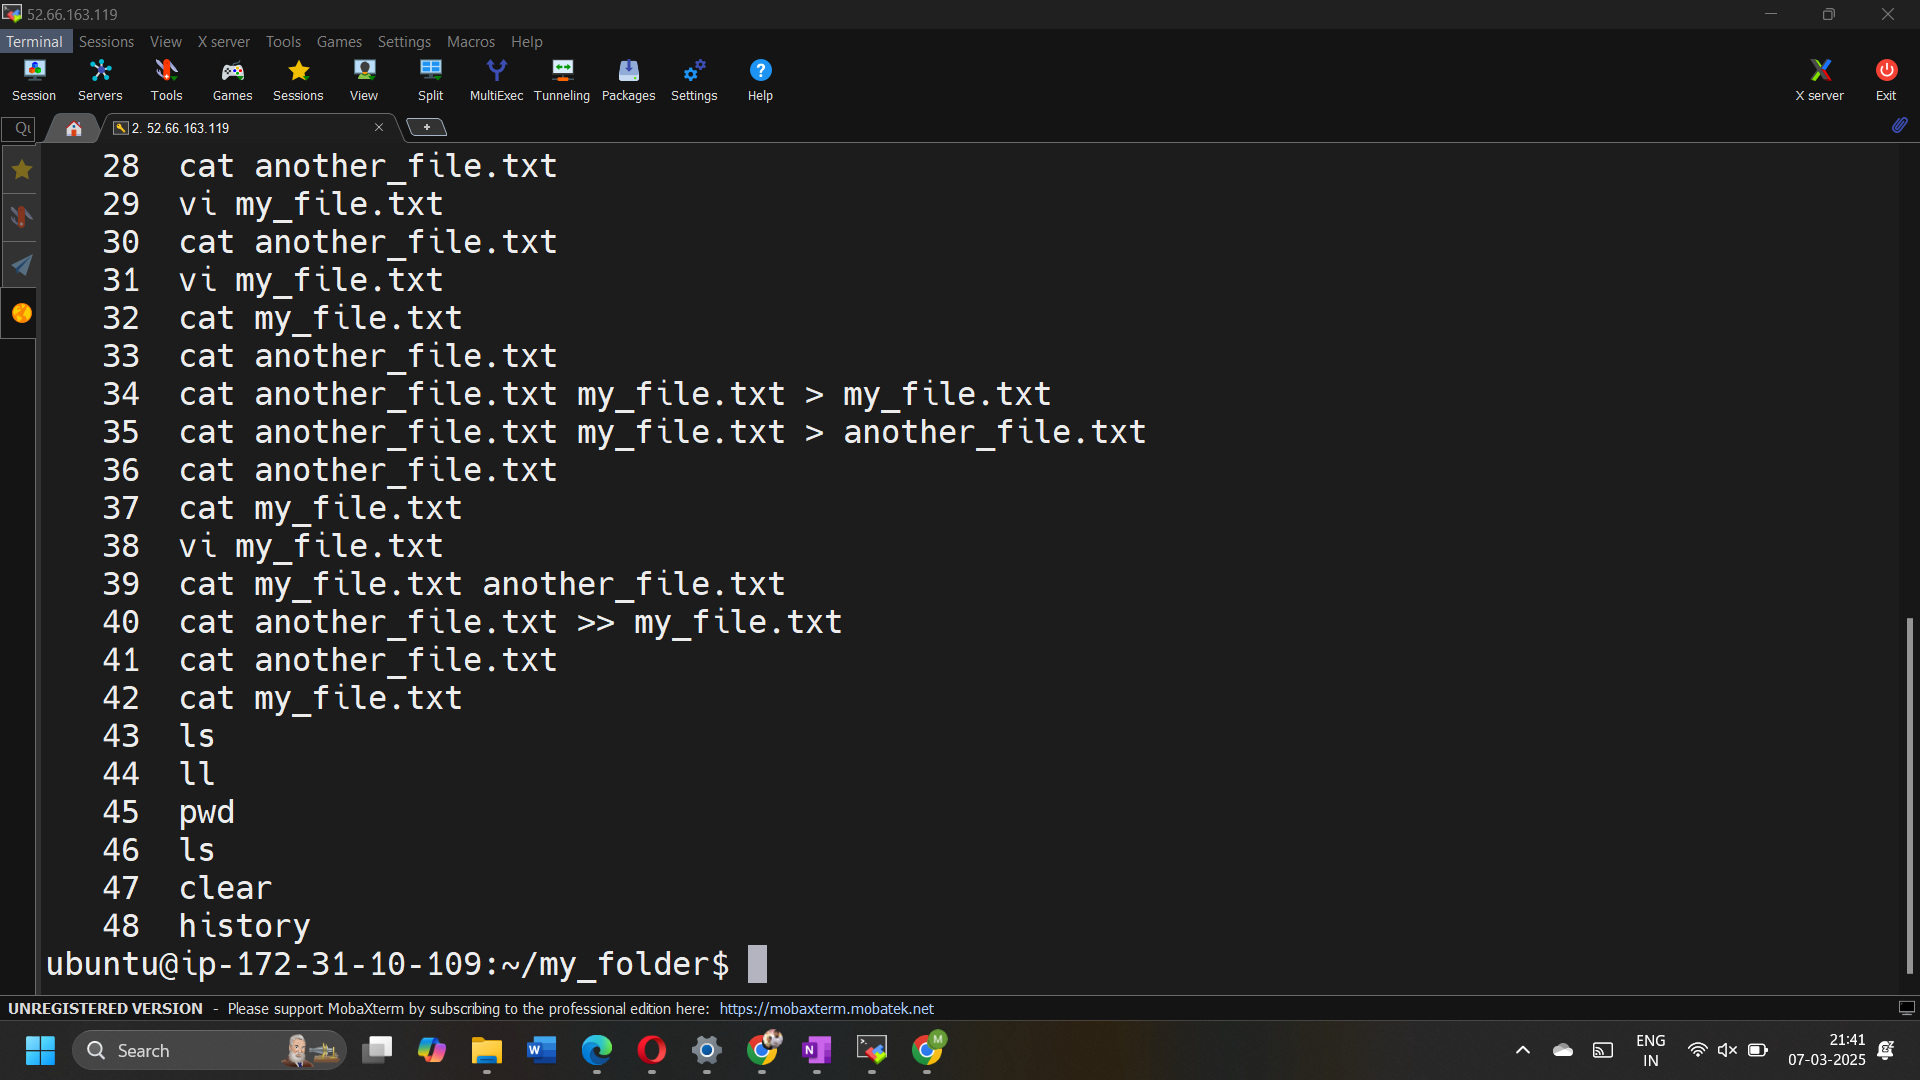 52.66.163.119
Terminal Sessions View X server Tools Games Settings Macros Help
Session Servers Tools Games Sessions View Split MultiExec Tunneling Packages Settings Help X server Exit
2. 52.66.163.119
28 cat another_file.txt
29 vi my_file.txt
30 cat another_file.txt
31 vi my_file.txt
32 cat my_file.txt
33 cat another_file.txt
34 cat another_file.txt my_file.txt > my_file.txt
35 cat another_file.txt my_file.txt > another_file.txt
36 cat another_file.txt
37 cat my_file.txt
38 vi my_file.txt
39 cat my_file.txt another_file.txt
40 cat another_file.txt >> my_file.txt
41 cat another_file.txt
42 cat my_file.txt
43 ls
44 ll
45 pwd
46 ls
47 clear
48 history
ubuntu@ip-172-31-10-109:~/my_folder$
UNREGISTERED VERSION - Please support MobaXterm by subscribing to the professional edition here: https://mobaxterm.mobatek.net
Search
ENG
IN
21:41
07-03-2025